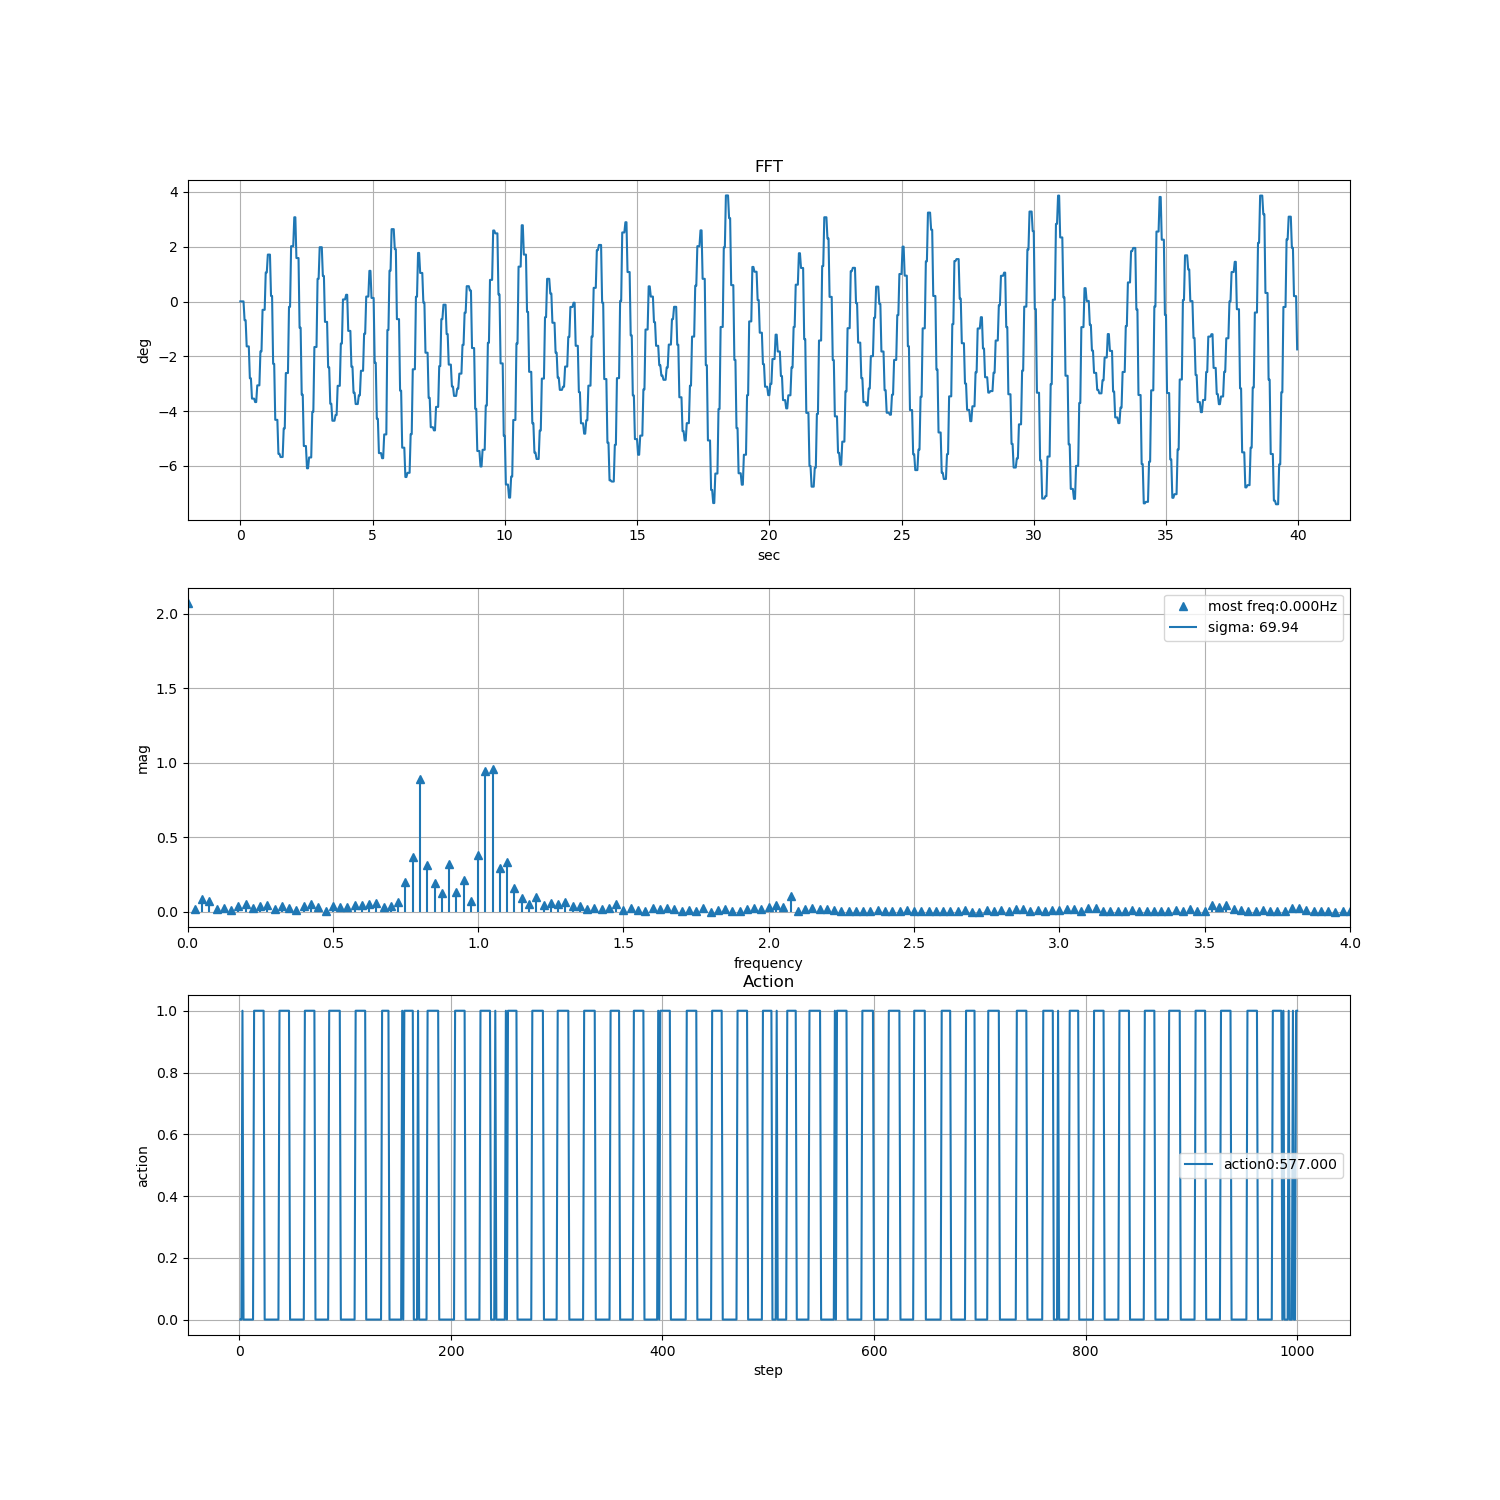 FFT
4
2
0
−2
−4
−6
deg
0 5 10 15 20 25 30 35 40
sec
2.0
1.5
1.0
0.5
0.0
mag
most freq:0.000Hz
sigma: 69.94
0.0 0.5 1.0 1.5 2.0 2.5 3.0 3.5 4.0
frequency
Action
1.0
0.8
0.6
0.4
0.2
0.0
action
action0:577.000
0 200 400 600 800 1000
step